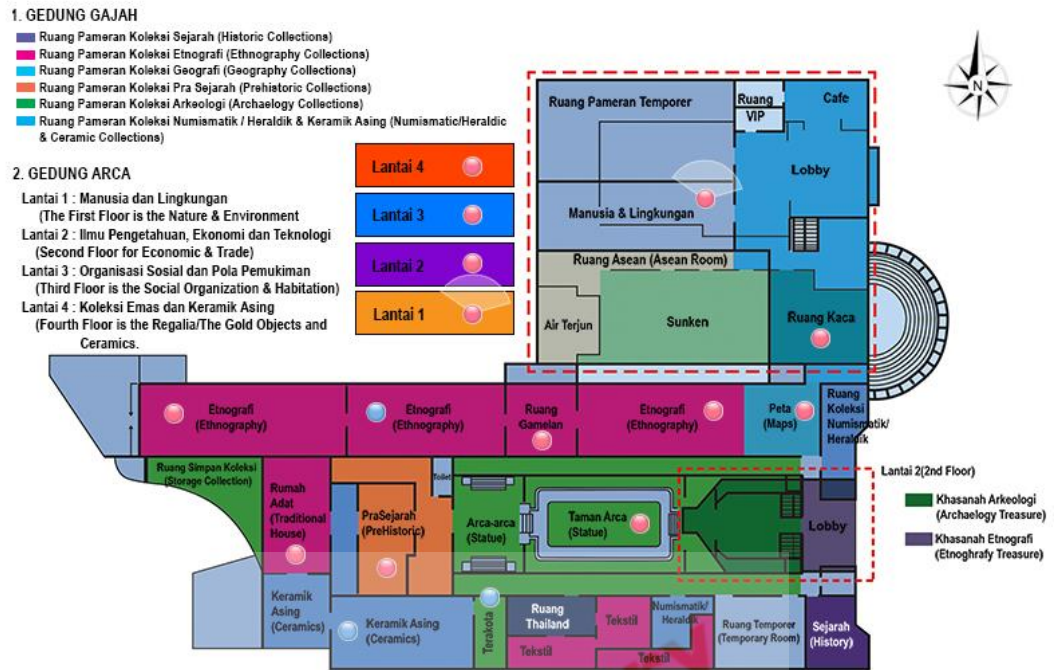 1. GEDUNG GAJAH
Ruang Pameran Koleksi Sejarah (Historic Collections)
Ruang Pameran Koleksi Etnografi (Ethnography Collections)
Ruang Pameran Koleksi Geografi (Geography Collections)
Ruang Pameran Koleksi Pra Sejarah (Prehistoric Collections)
Ruang Pameran Koleksi Arkeologi (Archaelogy Collections)
Ruang Pameran Koleksi Numismatik / Heraldik & Keramik Asing (Numismatic/Heraldic
& Ceramic Collections)
2. GEDUNG ARCA
Lantai 1 : Manusia dan Lingkungan
(The First Floor is the Nature & Environment
Lantai 2 : Ilmu Pengetahuan, Ekonomi dan Teknologi
(Second Floor for Economic & Trade)
Lantai 3 : Organisasi Sosial dan Pola Pemukiman
(Third Floor is the Social Organization & Habitation)
Lantai 4 : Koleksi Emas dan Keramik Asing
(Fourth Floor is the Regalia/The Gold Objects and
Ceramics.
Lantai 4
Lantai 3
Lantai 2
Lantai 1
N
Ruang Pameran Temporer
Ruang
VIP
Cafe
Lobby
Manusia & Lingkungan
Ruang Asean (Asean Room)
Air Terjun
Sunken
Ruang Kaca
Etnografi
(Ethnography)
Etnografi
(Ethnography)
Ruang
Gamelan
Etnografi
(Ethnography)
Peta
(Maps)
Ruang
Koleksi
Numismatik/
Heraldik
Ruang Simpan Koleksi
(Storage Collection)
Rumah
Adat
(Traditional
House)
Toilet
PraSejarah
(PreHistoric)
Arca-arca
(Statue)
Taman Arca
(Statue)
Lobby
Lantai 2(2nd Floor)
Khasanah Arkeologi
(Archaelogy Treasure)
Khasanah Etnografi
(Etnoghrafy Treasure)
Keramik
Asing
(Ceramics)
Keramik Asing
(Ceramics)
Terakota
Ruang
Thailand
Tekstil
Tekstil
Numismatik/
Heraldik
Tekstil
Ruang Temporer
(Temporary Room)
Sejarah
(History)